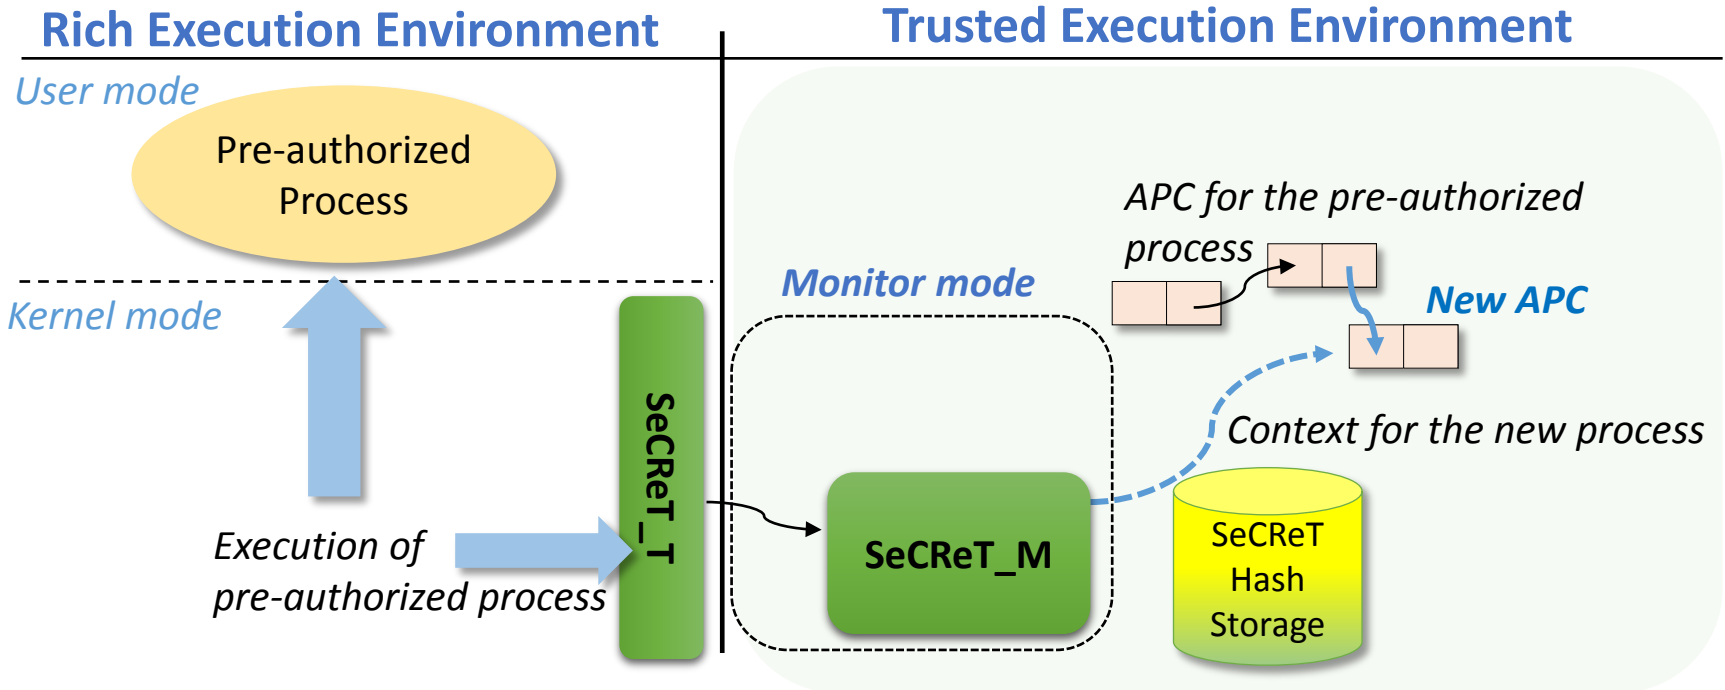 Rich Execution Environment
Trusted Execution Environment
User mode
Pre-authorized
Process
Kernel mode
Execution of
pre-authorized process
SeCReT_T
Monitor mode
SeCReT_M
APC for the pre-authorized
process
New APC
Context for the new process
SeCReT
Hash
Storage